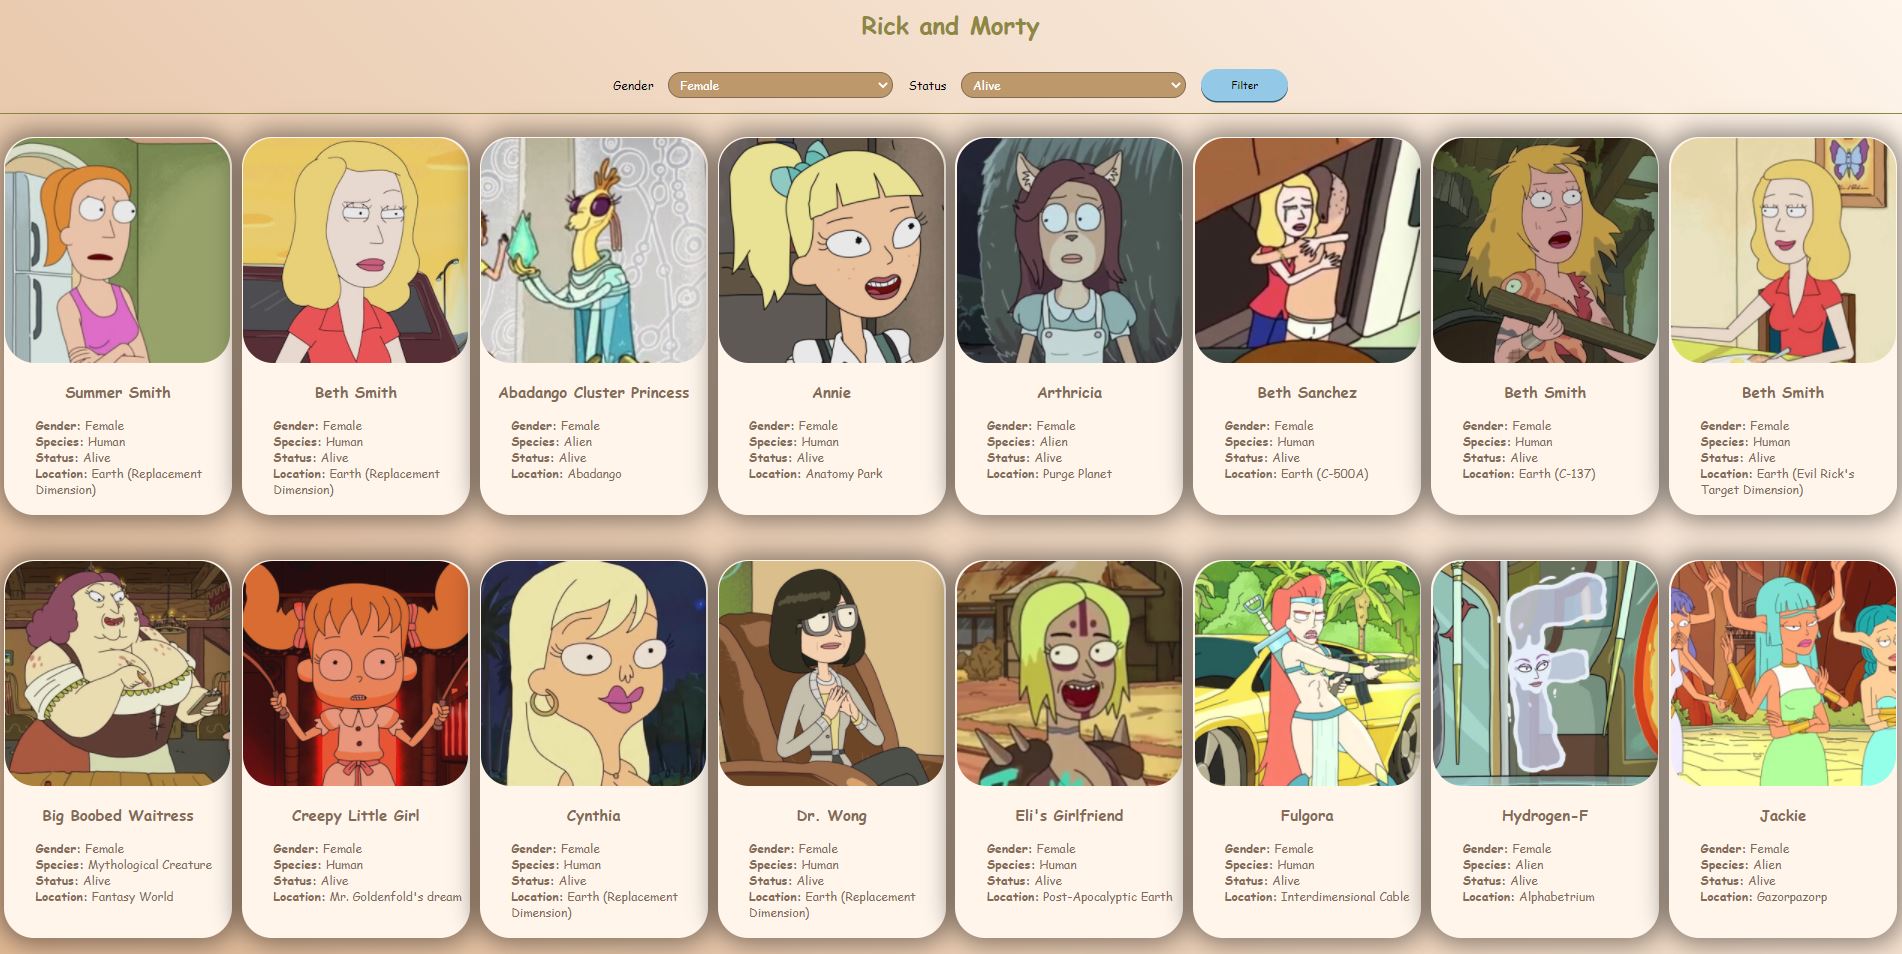 Rick and Morty
Gender Female Status Alive Filter
Summer Smith
Gender: Female
Species: Human
Status: Alive
Location: Earth (Replacement
Dimension)
Beth Smith
Gender: Female
Species: Human
Status: Alive
Location: Earth (Replacement
Dimension)
Abadango Cluster Princess
Gender: Female
Species: Alien
Status: Alive
Location: Abadango
Annie
Gender: Female
Species: Human
Status: Alive
Location: Anatomy Park
Arthricia
Gender: Female
Species: Alien
Status: Alive
Location: Purge Planet
Beth Sanchez
Gender: Female
Species: Human
Status: Alive
Location: Earth (C-500A)
Beth Smith
Gender: Female
Species: Human
Status: Alive
Location: Earth (C-137)
Beth Smith
Gender: Female
Species: Human
Status: Alive
Location: Earth (Evil Rick's
Target Dimension)
Big Boobed Waitress
Gender: Female
Species: Mythological Creature
Status: Alive
Location: Fantasy World
Creepy Little Girl
Gender: Female
Species: Human
Status: Alive
Location: Mr. Goldenfold's dream
Cynthia
Gender: Female
Species: Human
Status: Alive
Location: Earth (Replacement
Dimension)
Dr. Wong
Gender: Female
Species: Human
Status: Alive
Location: Earth (Replacement
Dimension)
Eli's Girlfriend
Gender: Female
Species: Human
Status: Alive
Location: Post-Apocalyptic Earth
Fulgora
Gender: Female
Species: Human
Status: Alive
Location: Interdimensional Cable
Hydrogen-F
Gender: Female
Species: Alien
Status: Alive
Location: Alphabetrium
Jackie
Gender: Female
Species: Alien
Status: Alive
Location: Gazorpazorp